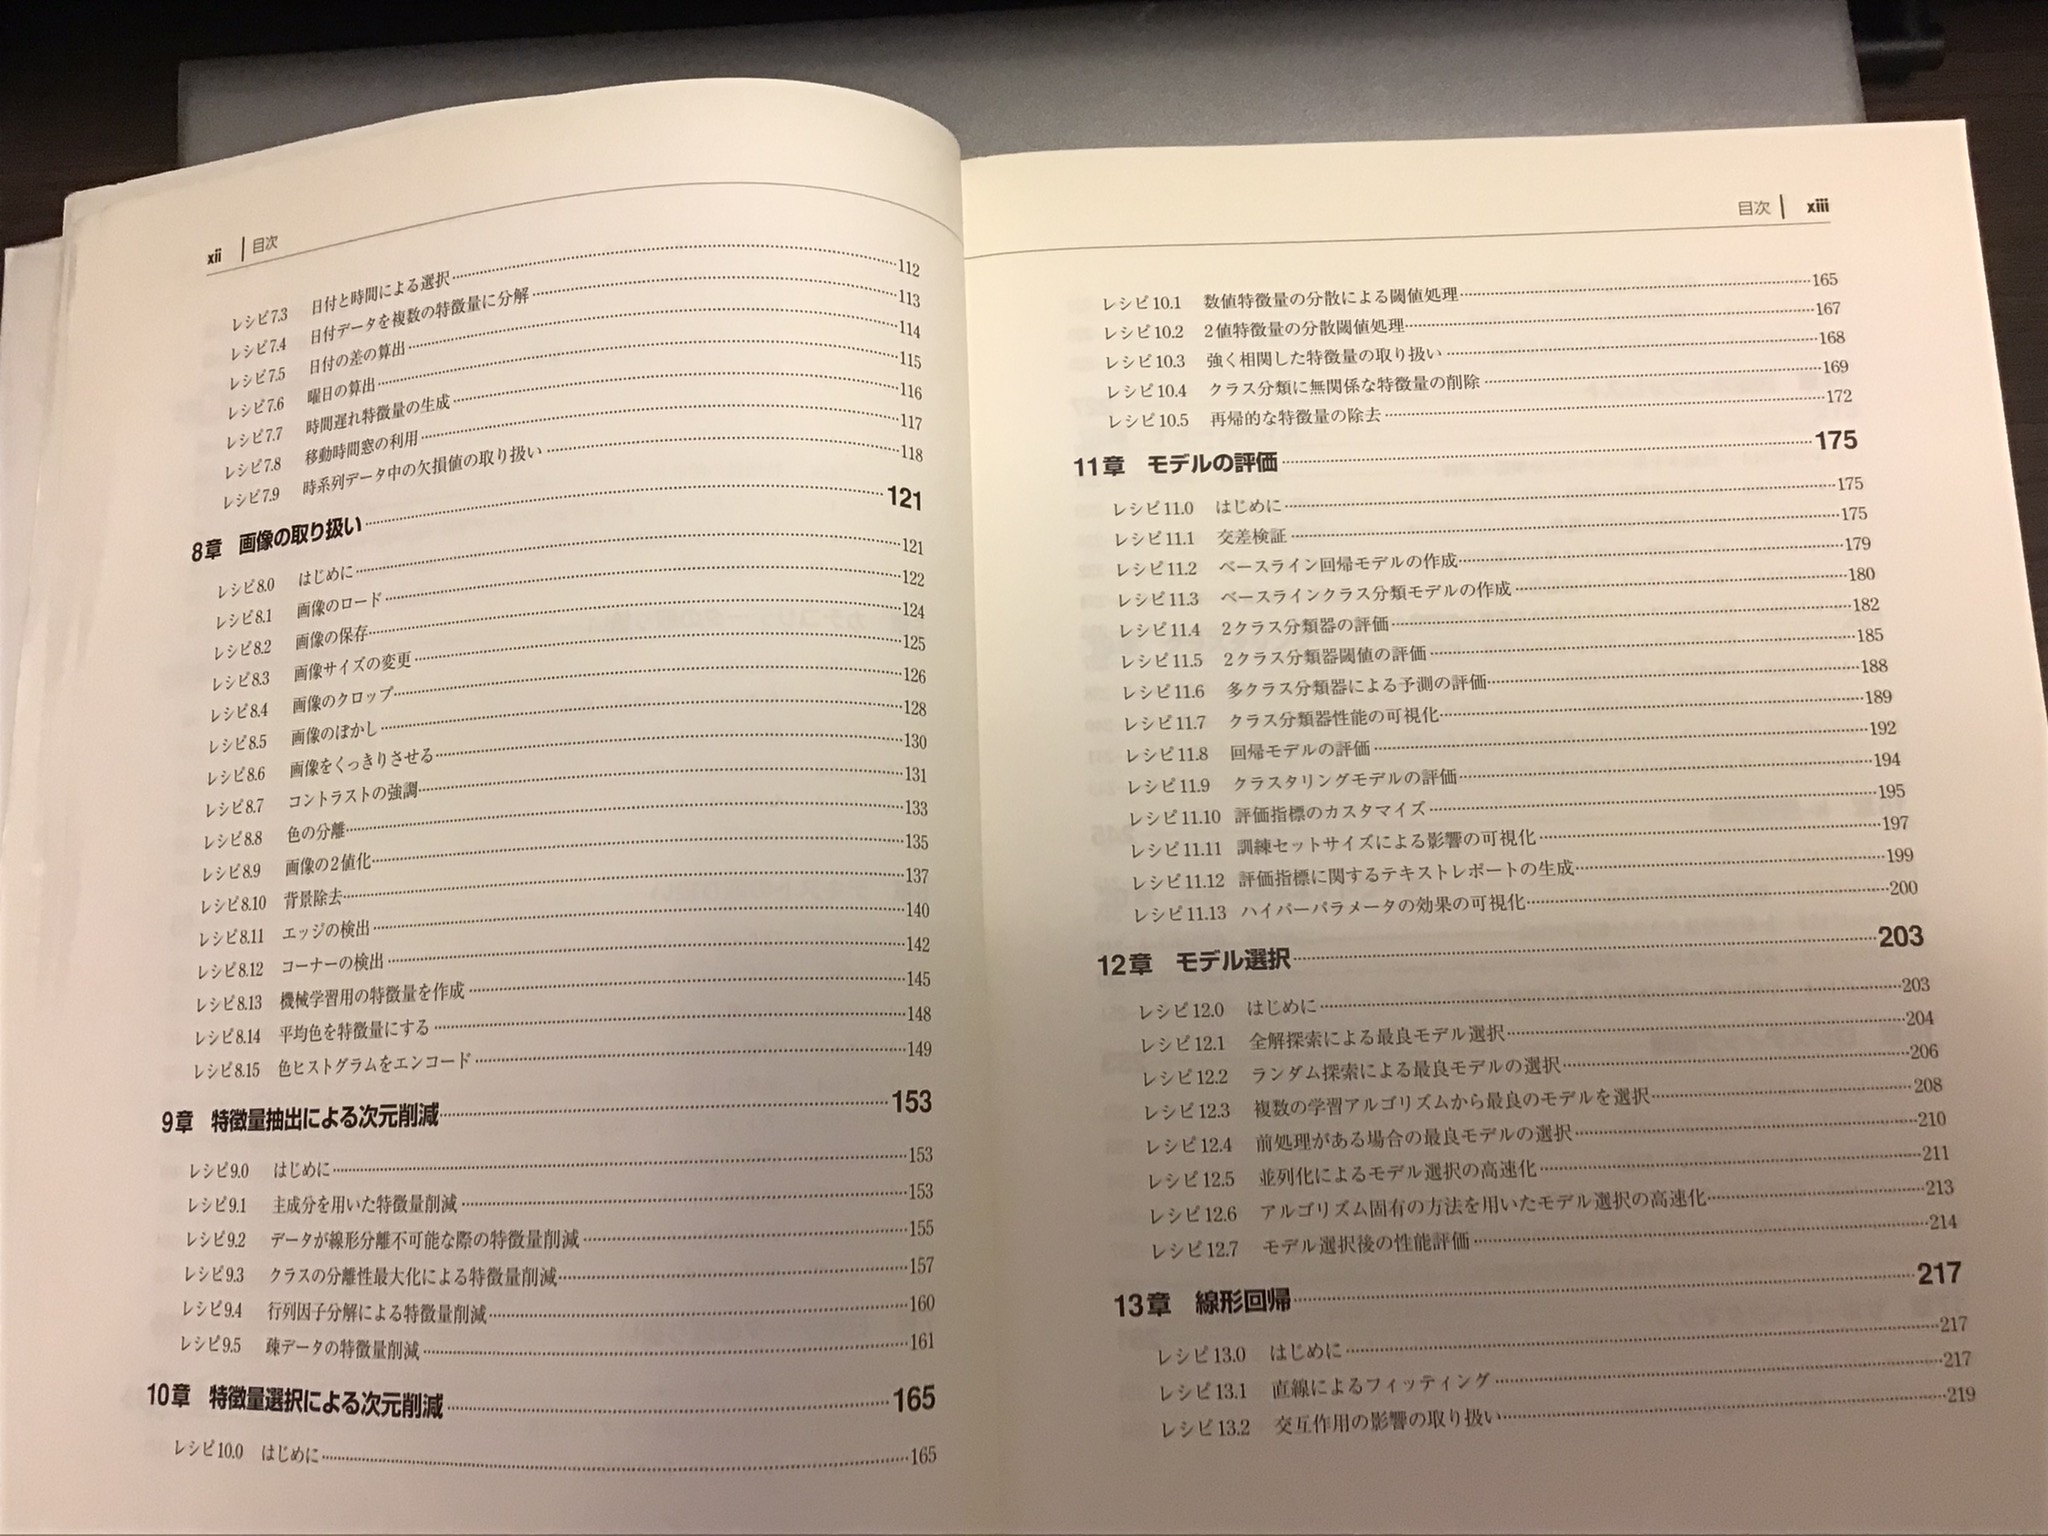 xii | 目次
レシピ7.3 日付と時間による選択 112
レシピ7.4 日付データを複数の特徴量に分解 113
レシピ7.5 日付の差の算出 114
レシピ7.6 曜日の算出 115
レシピ7.7 時間遅れ特徴量の生成 116
レシピ7.8 移動時間窓の利用 117
レシピ7.9 時系列データ中の欠損値の取り扱い 118
8章 画像の取り扱い 121
レシピ8.0 はじめに 121
レシピ8.1 画像のロード 122
レシピ8.2 画像の保存 124
レシピ8.3 画像サイズの変更 125
レシピ8.4 画像のクロップ 126
レシピ8.5 画像のぼかし 128
レシピ8.6 画像をくっきりさせる 130
レシピ8.7 コントラストの強調 131
レシピ8.8 色の分離 133
レシピ8.9 画像の2値化 135
レシピ8.10 背景除去 137
レシピ8.11 エッジの検出 140
レシピ8.12 コーナーの検出 142
レシピ8.13 機械学習用の特徴量を作成 145
レシピ8.14 平均色を特徴量にする 148
レシピ8.15 色ヒストグラムをエンコード 149
9章 特徴量抽出による次元削減 153
レシピ9.0 はじめに 153
レシピ9.1 主成分を用いた特徴量削減 153
レシピ9.2 データが線形分離不可能な際の特徴量削減 155
レシピ9.3 クラスの分離性最大化による特徴量削減 157
レシピ9.4 行列因子分解による特徴量削減 160
レシピ9.5 疎データの特徴量削減 161
10章 特徴量選択による次元削減 165
レシピ10.0 はじめに 165
目次 | xiii
レシピ10.1 数値特徴量の分散による閾値処理 165
レシピ10.2 2値特徴量の分散閾値処理 167
レシピ10.3 強く相関した特徴量の取り扱い 168
レシピ10.4 クラス分類に無関係な特徴量の削除 169
レシピ10.5 再帰的な特徴量の除去 172
11章 モデルの評価 175
レシピ11.0 はじめに 175
レシピ11.1 交差検証 175
レシピ11.2 ベースライン回帰モデルの作成 179
レシピ11.3 ベースラインクラス分類モデルの作成 180
レシピ11.4 2クラス分類器の評価 182
レシピ11.5 2クラス分類器閾値の評価 185
レシピ11.6 多クラス分類器による予測の評価 188
レシピ11.7 クラス分類器性能の可視化 189
レシピ11.8 回帰モデルの評価 192
レシピ11.9 クラスタリングモデルの評価 194
レシピ11.10 評価指標のカスタマイズ 195
レシピ11.11 訓練セットサイズによる影響の可視化 197
レシピ11.12 評価指標に関するテキストレポートの生成 199
レシピ11.13 ハイパーパラメータの効果の可視化 200
12章 モデル選択 203
レシピ12.0 はじめに 203
レシピ12.1 全解探索による最良モデル選択 204
レシピ12.2 ランダム探索による最良モデルの選択 206
レシピ12.3 複数の学習アルゴリズムから最良のモデルを選択 208
レシピ12.4 前処理がある場合の最良モデルの選択 210
レシピ12.5 並列化によるモデル選択の高速化 211
レシピ12.6 アルゴリズム固有の方法を用いたモデル選択の高速化 213
レシピ12.7 モデル選択後の性能評価 214
13章 線形回帰 217
レシピ13.0 はじめに 217
レシピ13.1 直線によるフィッティング 217
レシピ13.2 交互作用の影響の取り扱い 219